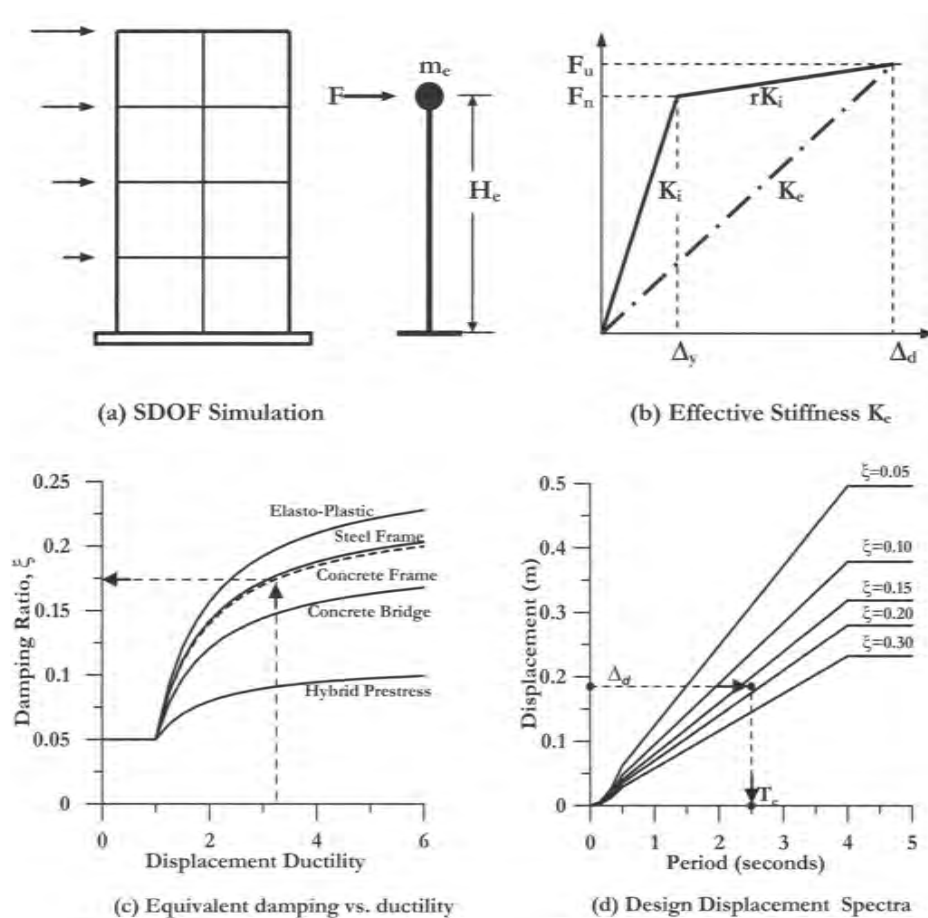 F
mₑ
Hₑ
(a) SDOF Simulation
Fᵤ
Fₙ
rKᵢ
Kᵢ
Kₑ
Δᵧ
Δ_d
(b) Effective Stiffness Kₑ
0.25
0.2
0.15
0.1
0.05
0
Damping Ratio, ξ
Elasto-Plastic
Steel Frame
Concrete Frame
Concrete Bridge
Hybrid Prestress
0
2
4
6
Displacement Ductility
(c) Equivalent damping vs. ductility
0.5
0.4
0.3
0.2
0.1
0
Displacement (m)
ξ=0.05
ξ=0.10
ξ=0.15
ξ=0.20
ξ=0.30
Δ_d
Tₑ
0
1
2
3
4
5
Period (seconds)
(d) Design Displacement Spectra